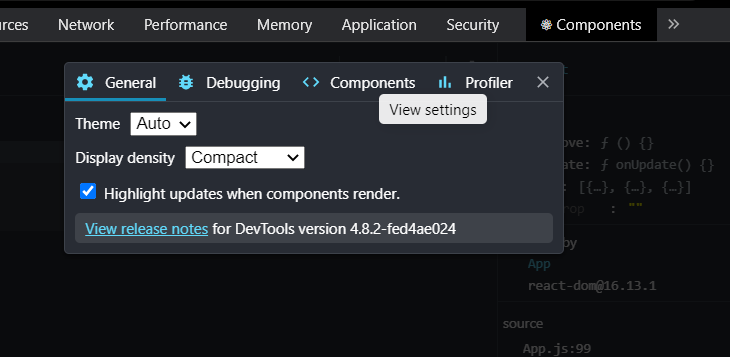 rces Network Performance Memory Application Security Components »
General Debugging Components Profiler
View settings
Theme Auto
Display density Compact
Highlight updates when components render.
View release notes for DevTools version 4.8.2-fed4ae024
ove: ƒ () {}
ate: ƒ onUpdate() {}
: [{…}, {…}, {…}]
rop : ""
by
App
react-dom@16.13.1
source
App.js:99